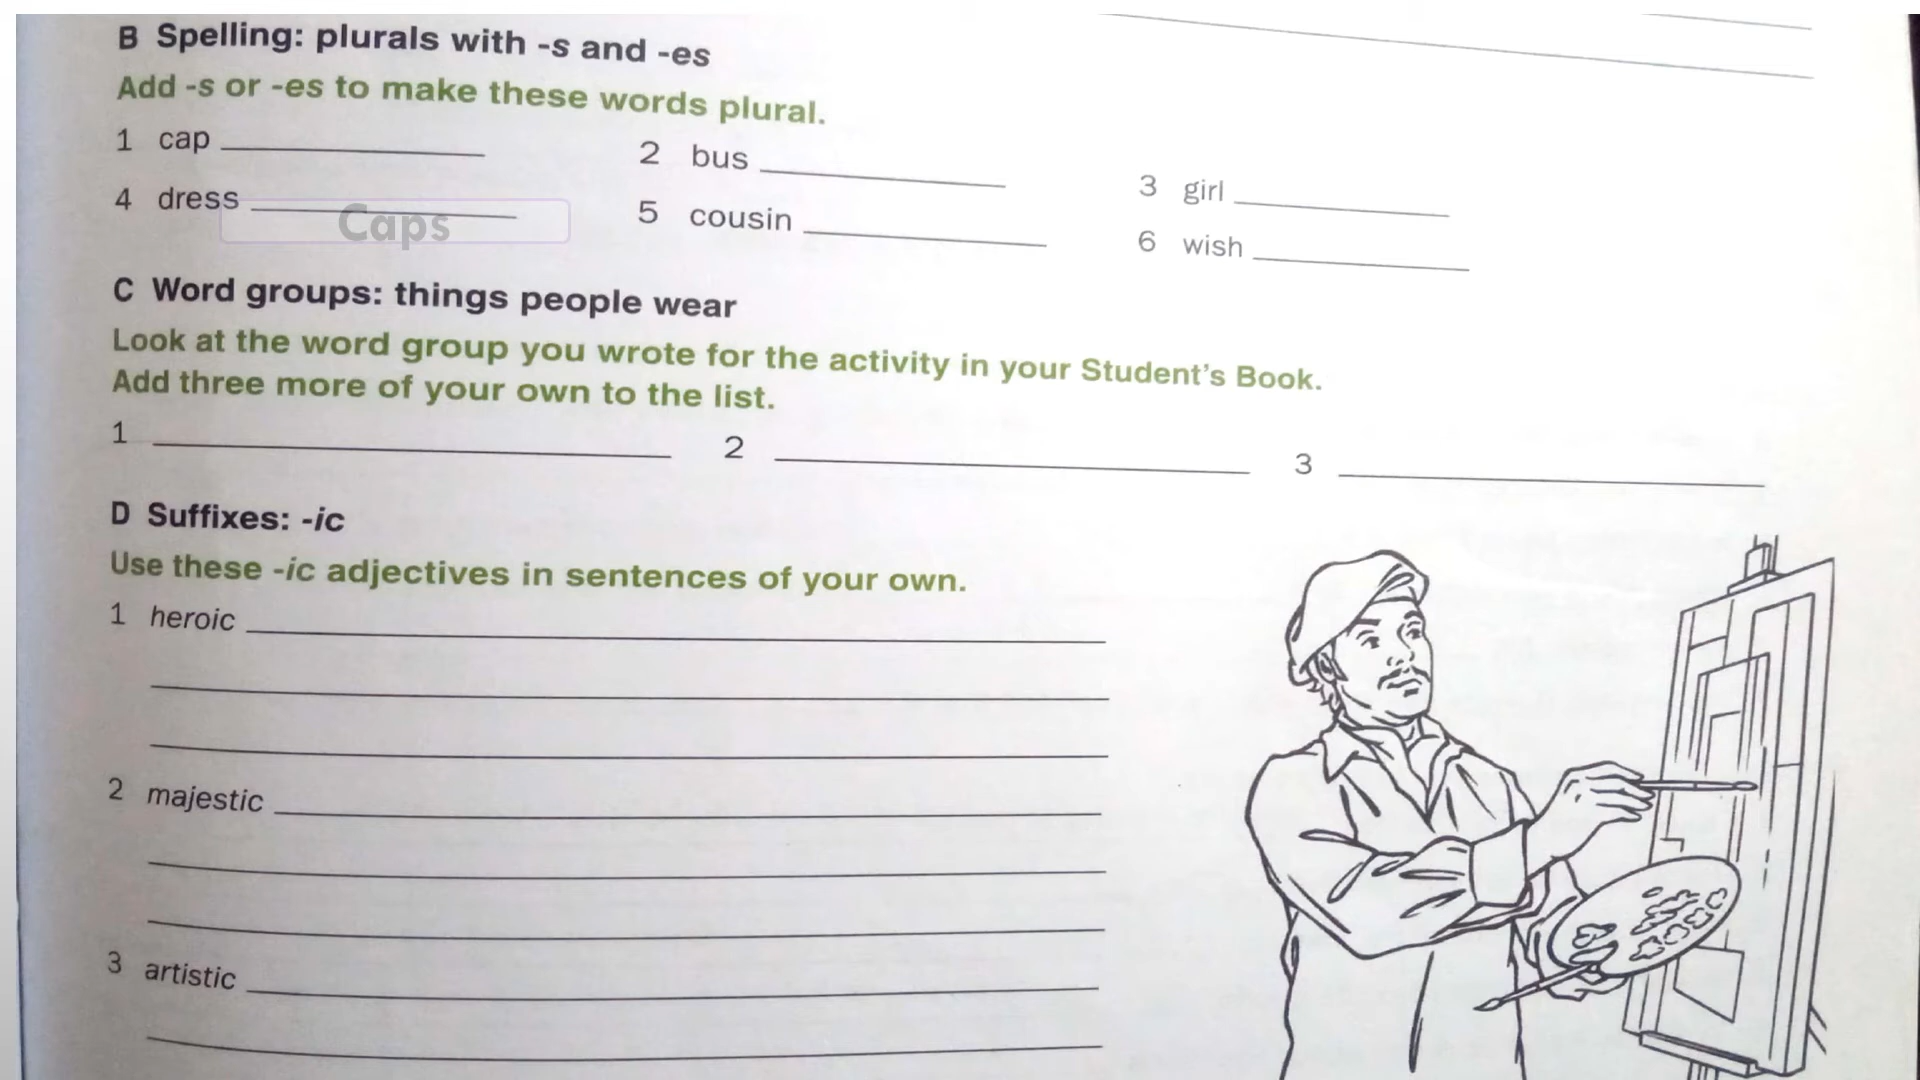 B Spelling: plurals with -s and -es
Add -s or -es to make these words plural.
1 cap 2 bus 3 girl
4 dress 5 cousin 6 wish
Caps
C Word groups: things people wear
Look at the word group you wrote for the activity in your Student's Book.
Add three more of your own to the list.
1 2 3
D Suffixes: -ic
Use these -ic adjectives in sentences of your own.
1 heroic
2 majestic
3 artistic